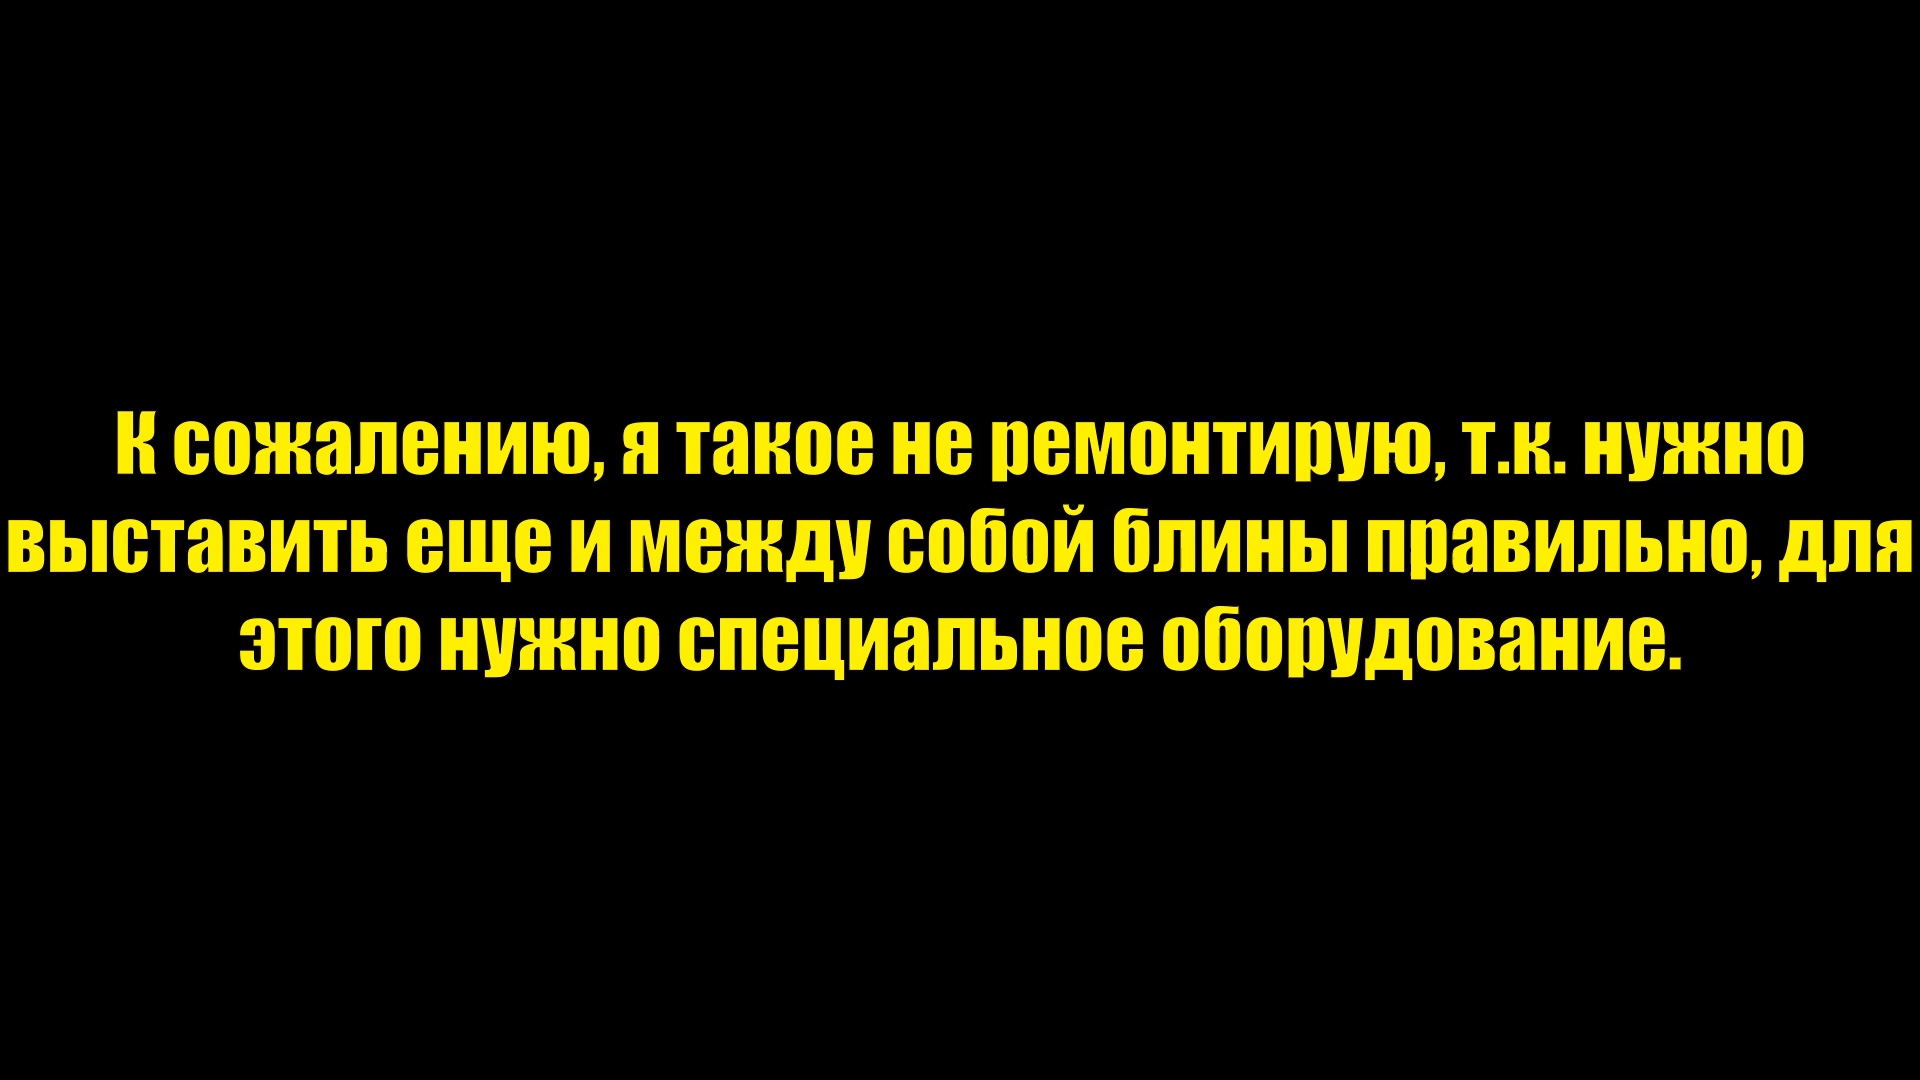 К сожалению, я такое не ремонтирую, т.к. нужно
выставить еще и между собой блины правильно, для
этого нужно специальное оборудование.